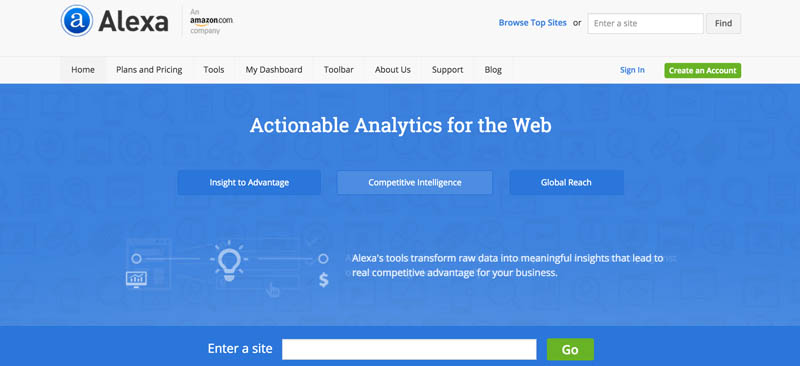 a Alexa
An
amazon.com
company
Browse Top Sites or Enter a site Find
Home Plans and Pricing Tools My Dashboard Toolbar About Us Support Blog Sign In Create an Account
Actionable Analytics for the Web
Insight to Advantage Competitive Intelligence Global Reach
$
Alexa's tools transform raw data into meaningful insights that lead to
real competitive advantage for your business.
Enter a site Go